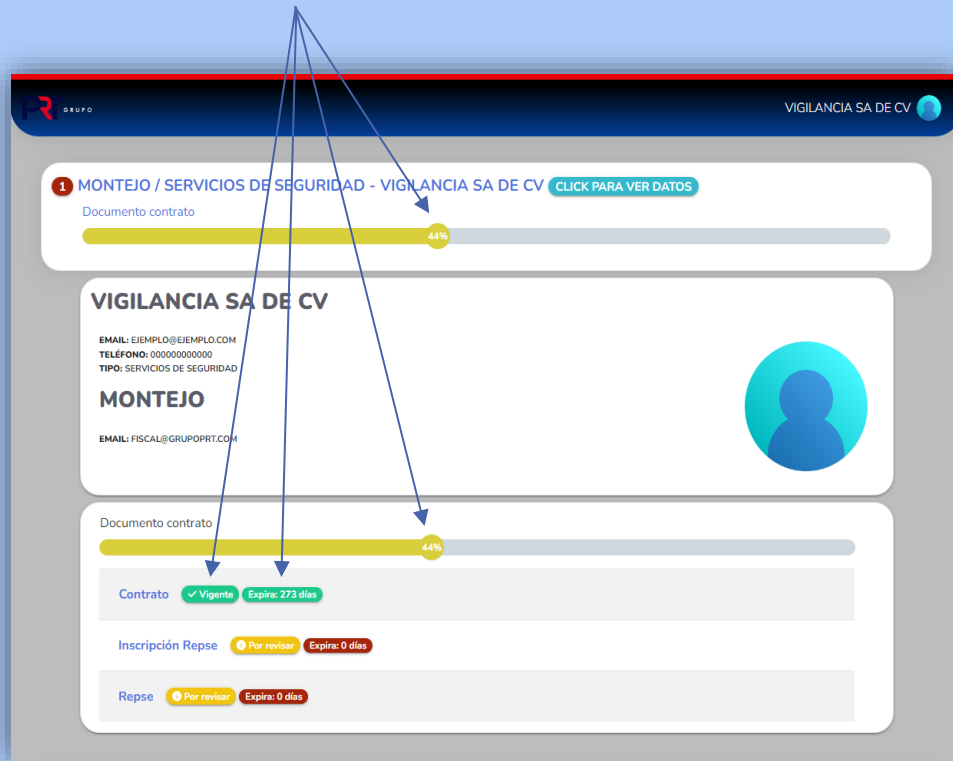 GRUPO
VIGILANCIA SA DE CV
1 MONTEJO / SERVICIOS DE SEGURIDAD - VIGILANCIA SA DE CV CLICK PARA VER DATOS
Documento contrato
44%
VIGILANCIA SA DE CV
EMAIL: EJEMPLO@EJEMPLO.COM
TELÉFONO: 000000000000
TIPO: SERVICIOS DE SEGURIDAD
MONTEJO
EMAIL: FISCAL@GRUPOPRT.COM
Documento contrato
44%
Contrato Vigente Expira: 273 días
Inscripción Repse Por revisar Expira: 0 días
Repse Por revisar Expira: 0 días